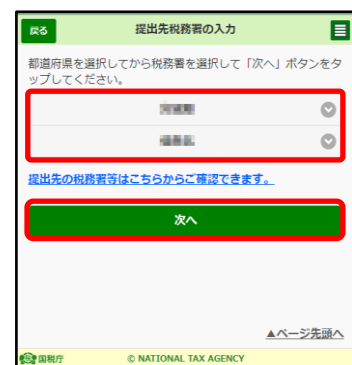 戻る
提出先税務署の入力
都道府県を選択してから税務署を選択して「次へ」ボタンをタ
ップしてください。
提出先の税務署等はこちらからご確認できます。
次へ
▲ページ先頭へ
国税庁
© NATIONAL TAX AGENCY